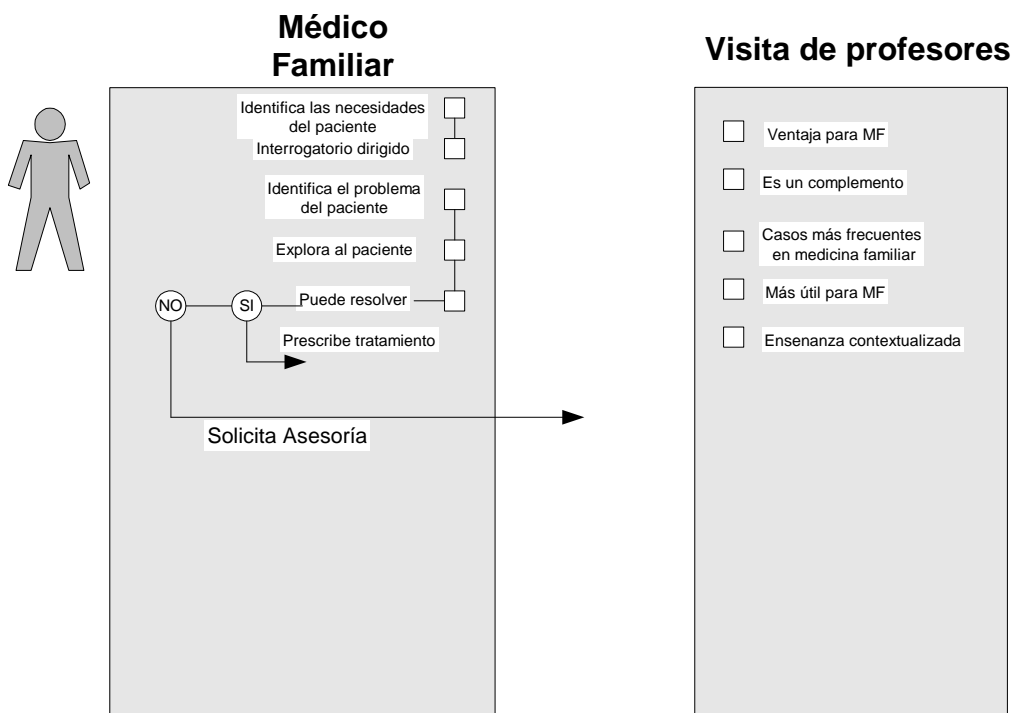 Médico
Familiar
Visita de profesores
Identifica las necesidades
del paciente
Interrogatorio dirigido
Identifica el problema
del paciente
Explora al paciente
NO
SI
Puede resolver
Prescribe tratamiento
Solicita Asesoría
Ventaja para MF
Es un complemento
Casos más frecuentes
en medicina familiar
Más útil para MF
Ensenanza contextualizada